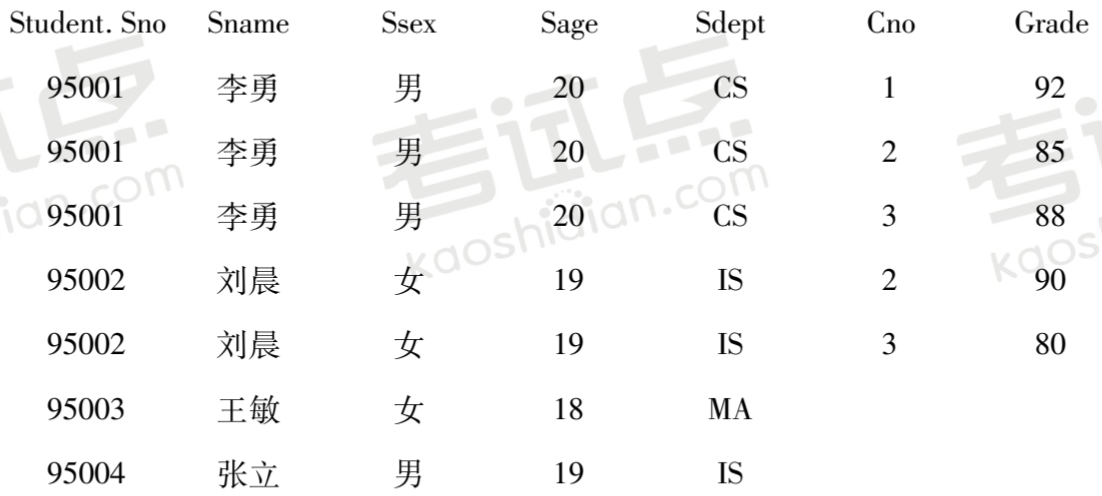 Student. Sno Sname Ssex Sage Sdept Cno Grade
95001 李勇 男 20 CS 1 92
95001 李勇 男 20 CS 2 85
95001 李勇 男 20 CS 3 88
95002 刘晨 女 19 IS 2 90
95002 刘晨 女 19 IS 3 80
95003 王敏 女 18 MA
95004 张立 男 19 IS
考试点
kaoshidian.com